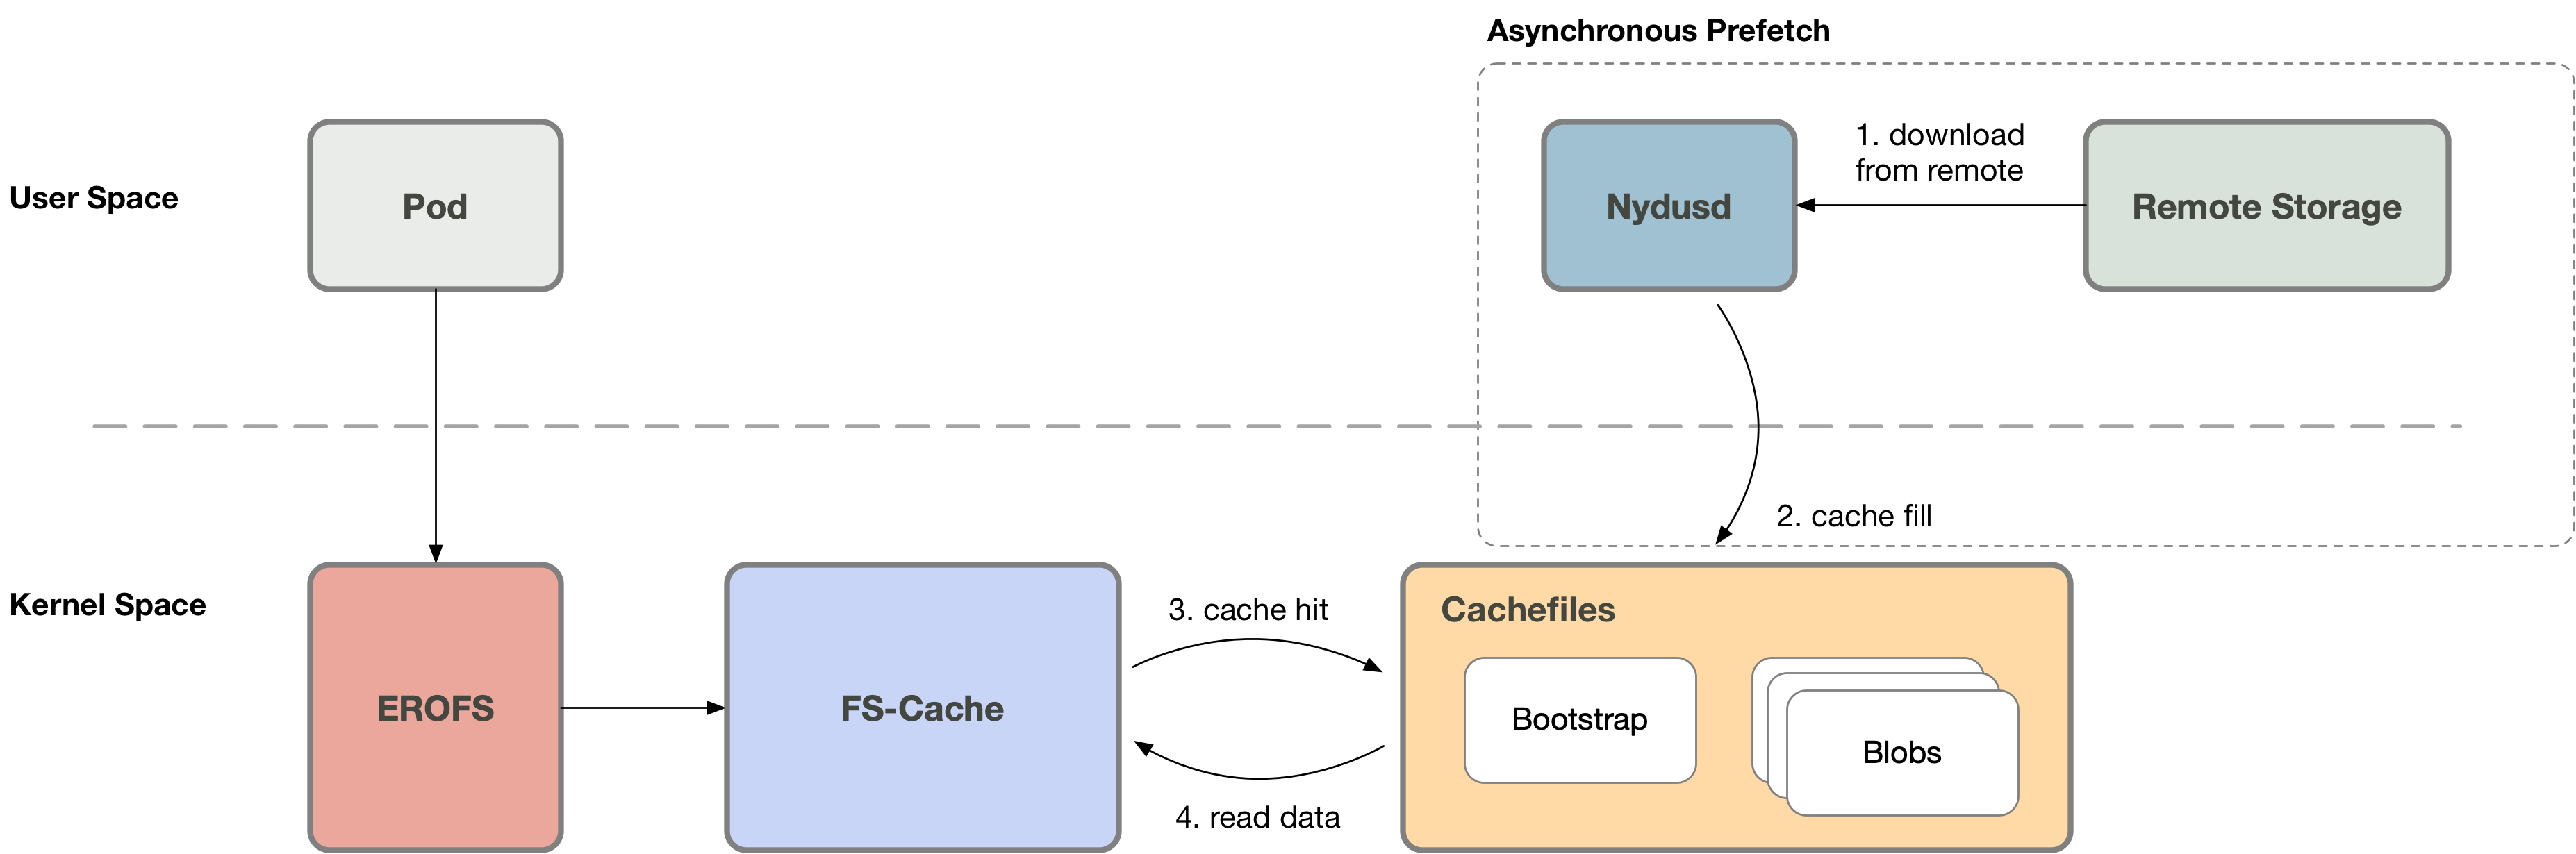 Asynchronous Prefetch
User Space
Pod
Nydusd
1. download
from remote
Remote Storage
2. cache fill
Kernel Space
EROFS
FS-Cache
3. cache hit
4. read data
Cachefiles
Bootstrap
Blobs